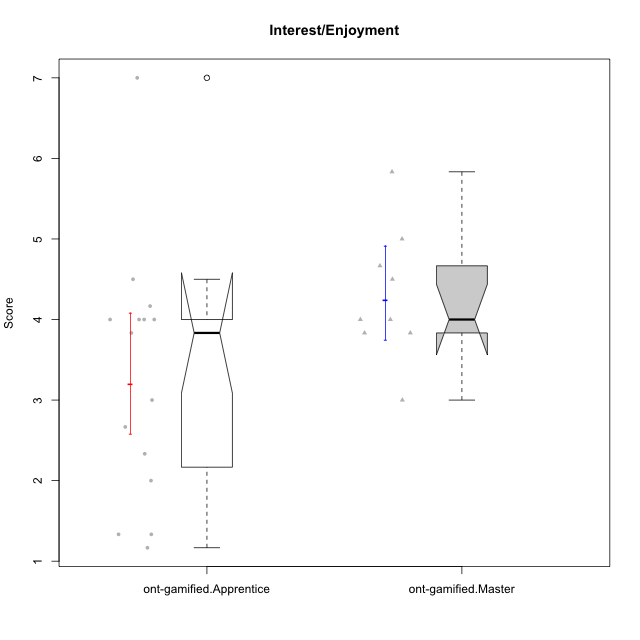 Interest/Enjoyment
Score
7
6
5
4
3
2
1
ont-gamified.Apprentice
ont-gamified.Master